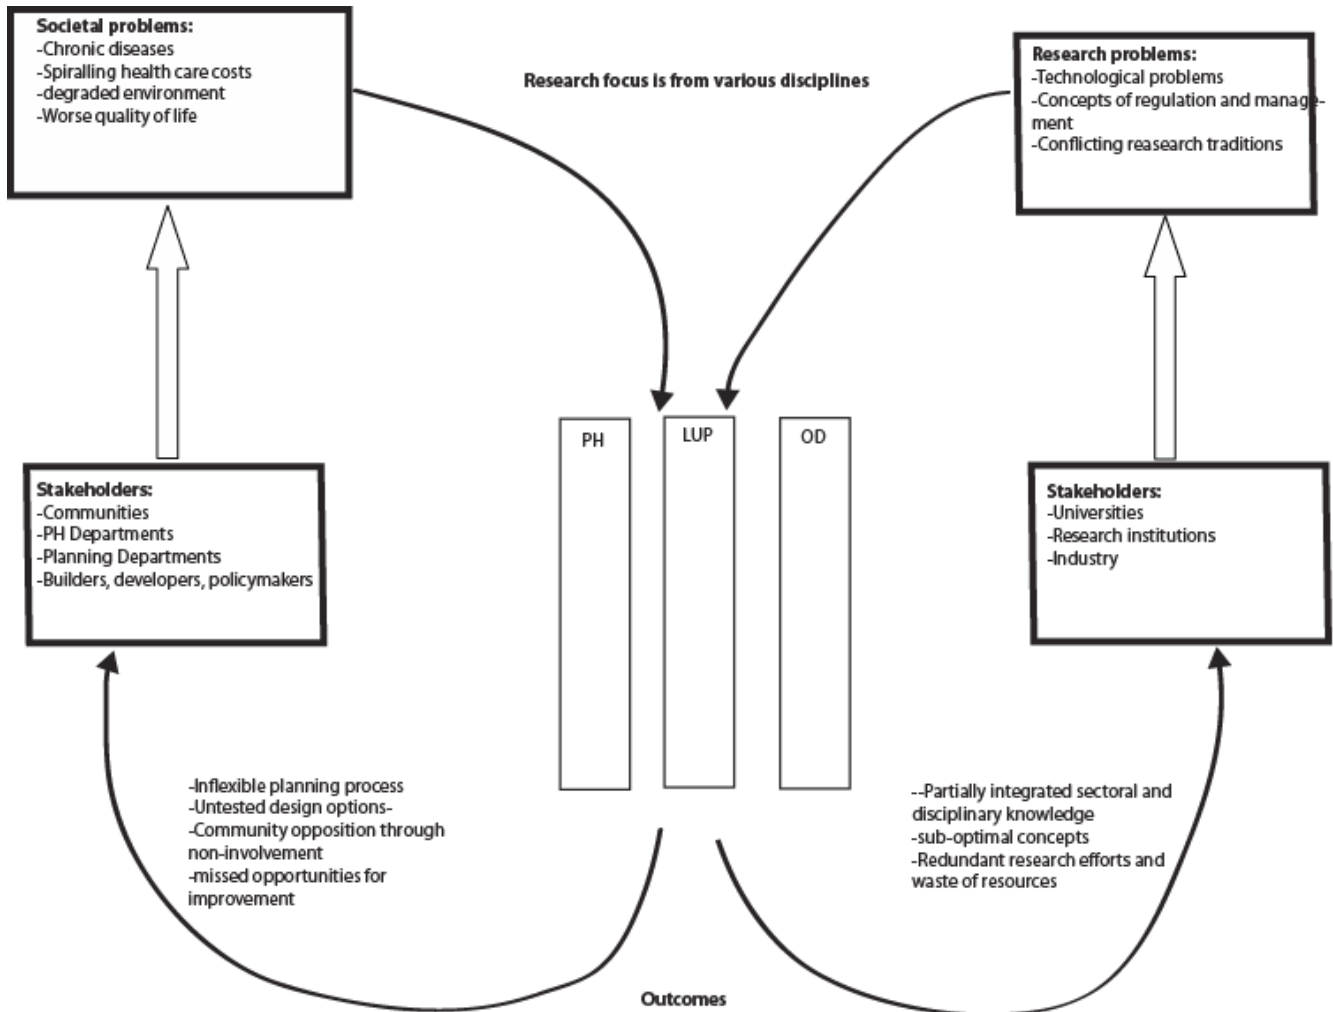 Societal problems:
-Chronic diseases
-Spiralling health care costs
-degraded environment
-Worse quality of life
Research focus is from various disciplines
Research problems:
-Technological problems
-Concepts of regulation and manage-
ment
-Conflicting reasearch traditions
PH
LUP
OD
Stakeholders:
-Communities
-PH Departments
-Planning Departments
-Builders, developers, policymakers
Stakeholders:
-Universities
-Research institutions
-Industry
-Inflexible planning process
-Untested design options-
-Community opposition through
non-involvement
-missed opportunities for
improvement
--Partially integrated sectoral and
disciplinary knowledge
-sub-optimal concepts
-Redundant research efforts and
waste of resources
Outcomes